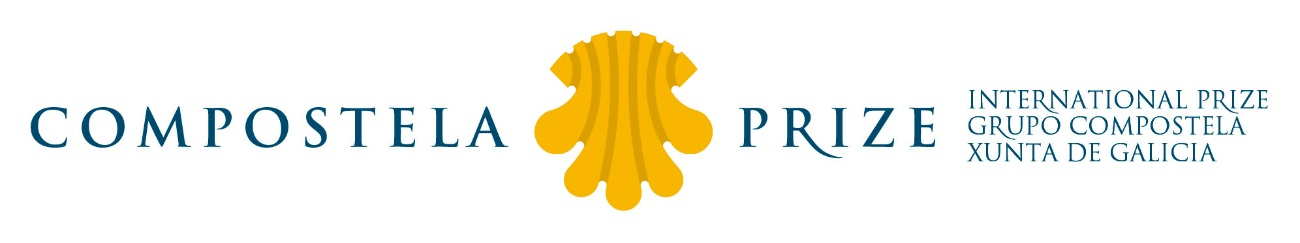 COMPOSTELA PRIZE
INTERNATIONAL PRIZE
GRUPO COMPOSTELA
XUNTA DE GALICIA